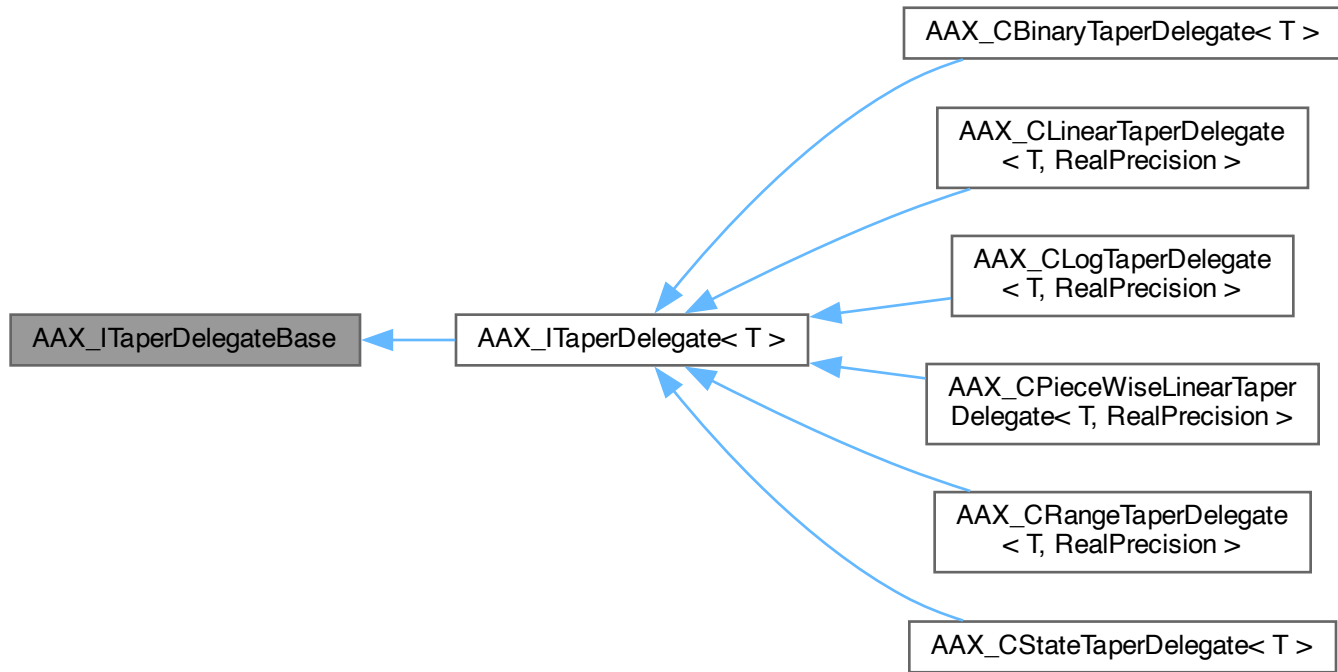 AAX_ITaperDelegateBase
AAX_ITaperDelegate< T >
AAX_CBinaryTaperDelegate< T >
AAX_CLinearTaperDelegate
< T, RealPrecision >
AAX_CLogTaperDelegate
< T, RealPrecision >
AAX_CPieceWiseLinearTaper
Delegate< T, RealPrecision >
AAX_CRangeTaperDelegate
< T, RealPrecision >
AAX_CStateTaperDelegate< T >